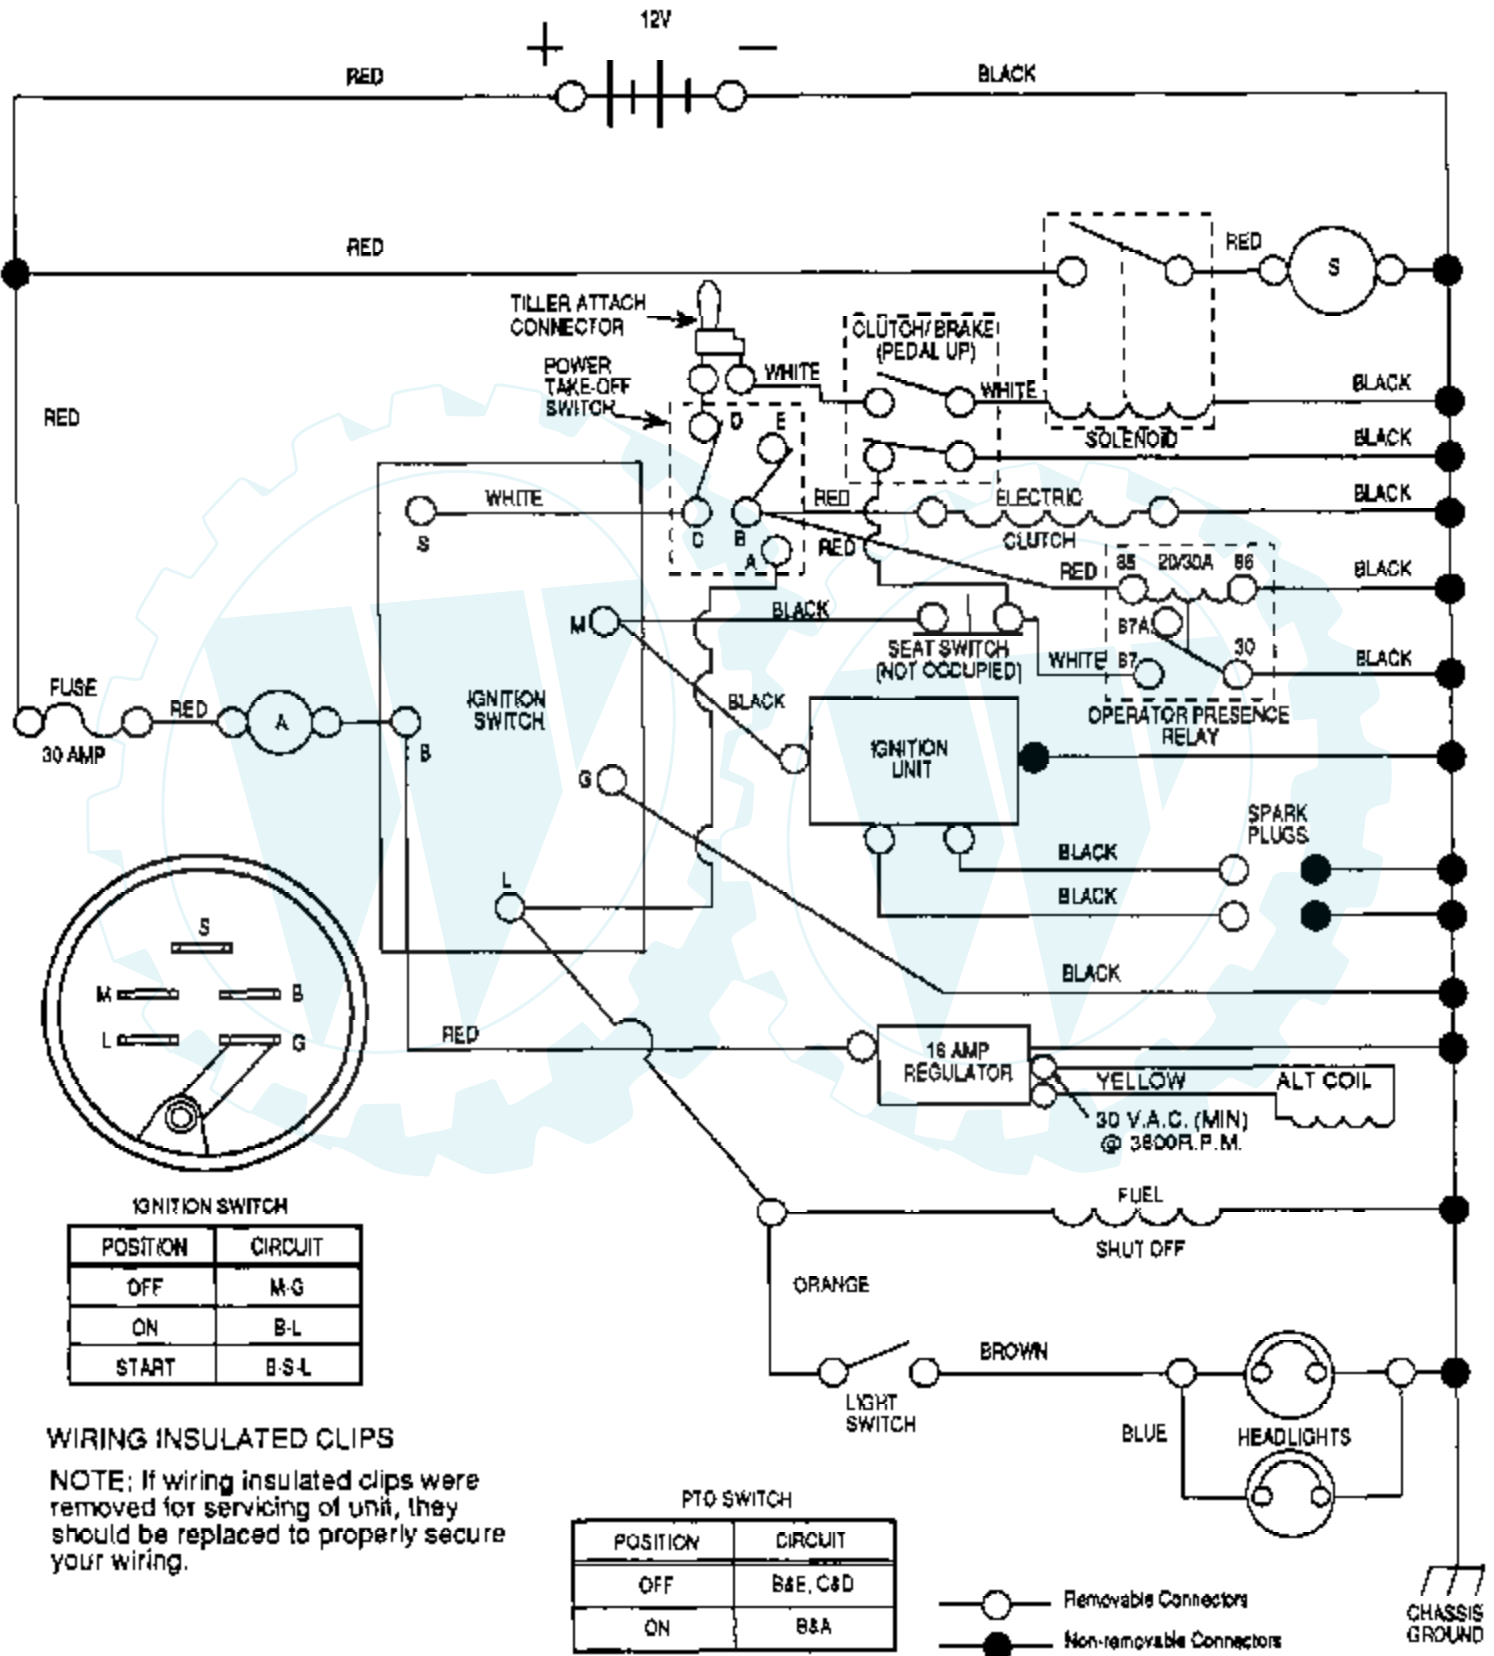 12V
+ −
RED
BLACK
RED
RED
S
TILLER ATTACH
CONNECTOR
CLUTCH/BRAKE
(PEDAL UP)
POWER
TAKE-OFF
SWITCH
WHITE
WHITE
BLACK
RED
D E
SOLENOID
BLACK
WHITE
RED
ELECTRIC
BLACK
S
C B
A
RED
CLUTCH
RED
85 20/30A 86
BLACK
M
BLACK
87A
SEAT SWITCH
(NOT OCCUPIED)
WHITE
87
30
BLACK
FUSE
RED
A
IGNITION
SWITCH
BLACK
OPERATOR PRESENCE
RELAY
30 AMP
B
IGNITION
UNIT
G
SPARK
PLUGS
BLACK
L
BLACK
S
M B
L G
BLACK
RED
16 AMP
REGULATOR
YELLOW
ALT COIL
30 V.A.C. (MIN)
@ 3600R.P.M.
IGNITION SWITCH
POSITION CIRCUIT
OFF M-G
ON B-L
START B-S-L
FUEL
SHUT OFF
ORANGE
BROWN
LIGHT
SWITCH
BLUE
HEADLIGHTS
WIRING INSULATED CLIPS
NOTE: If wiring insulated clips were
removed for servicing of unit, they
should be replaced to properly secure
your wiring.
PTO SWITCH
POSITION CIRCUIT
OFF B&E, C&D
ON B&A
Removable Connectors
Non-removable Connectors
CHASSIS
GROUND